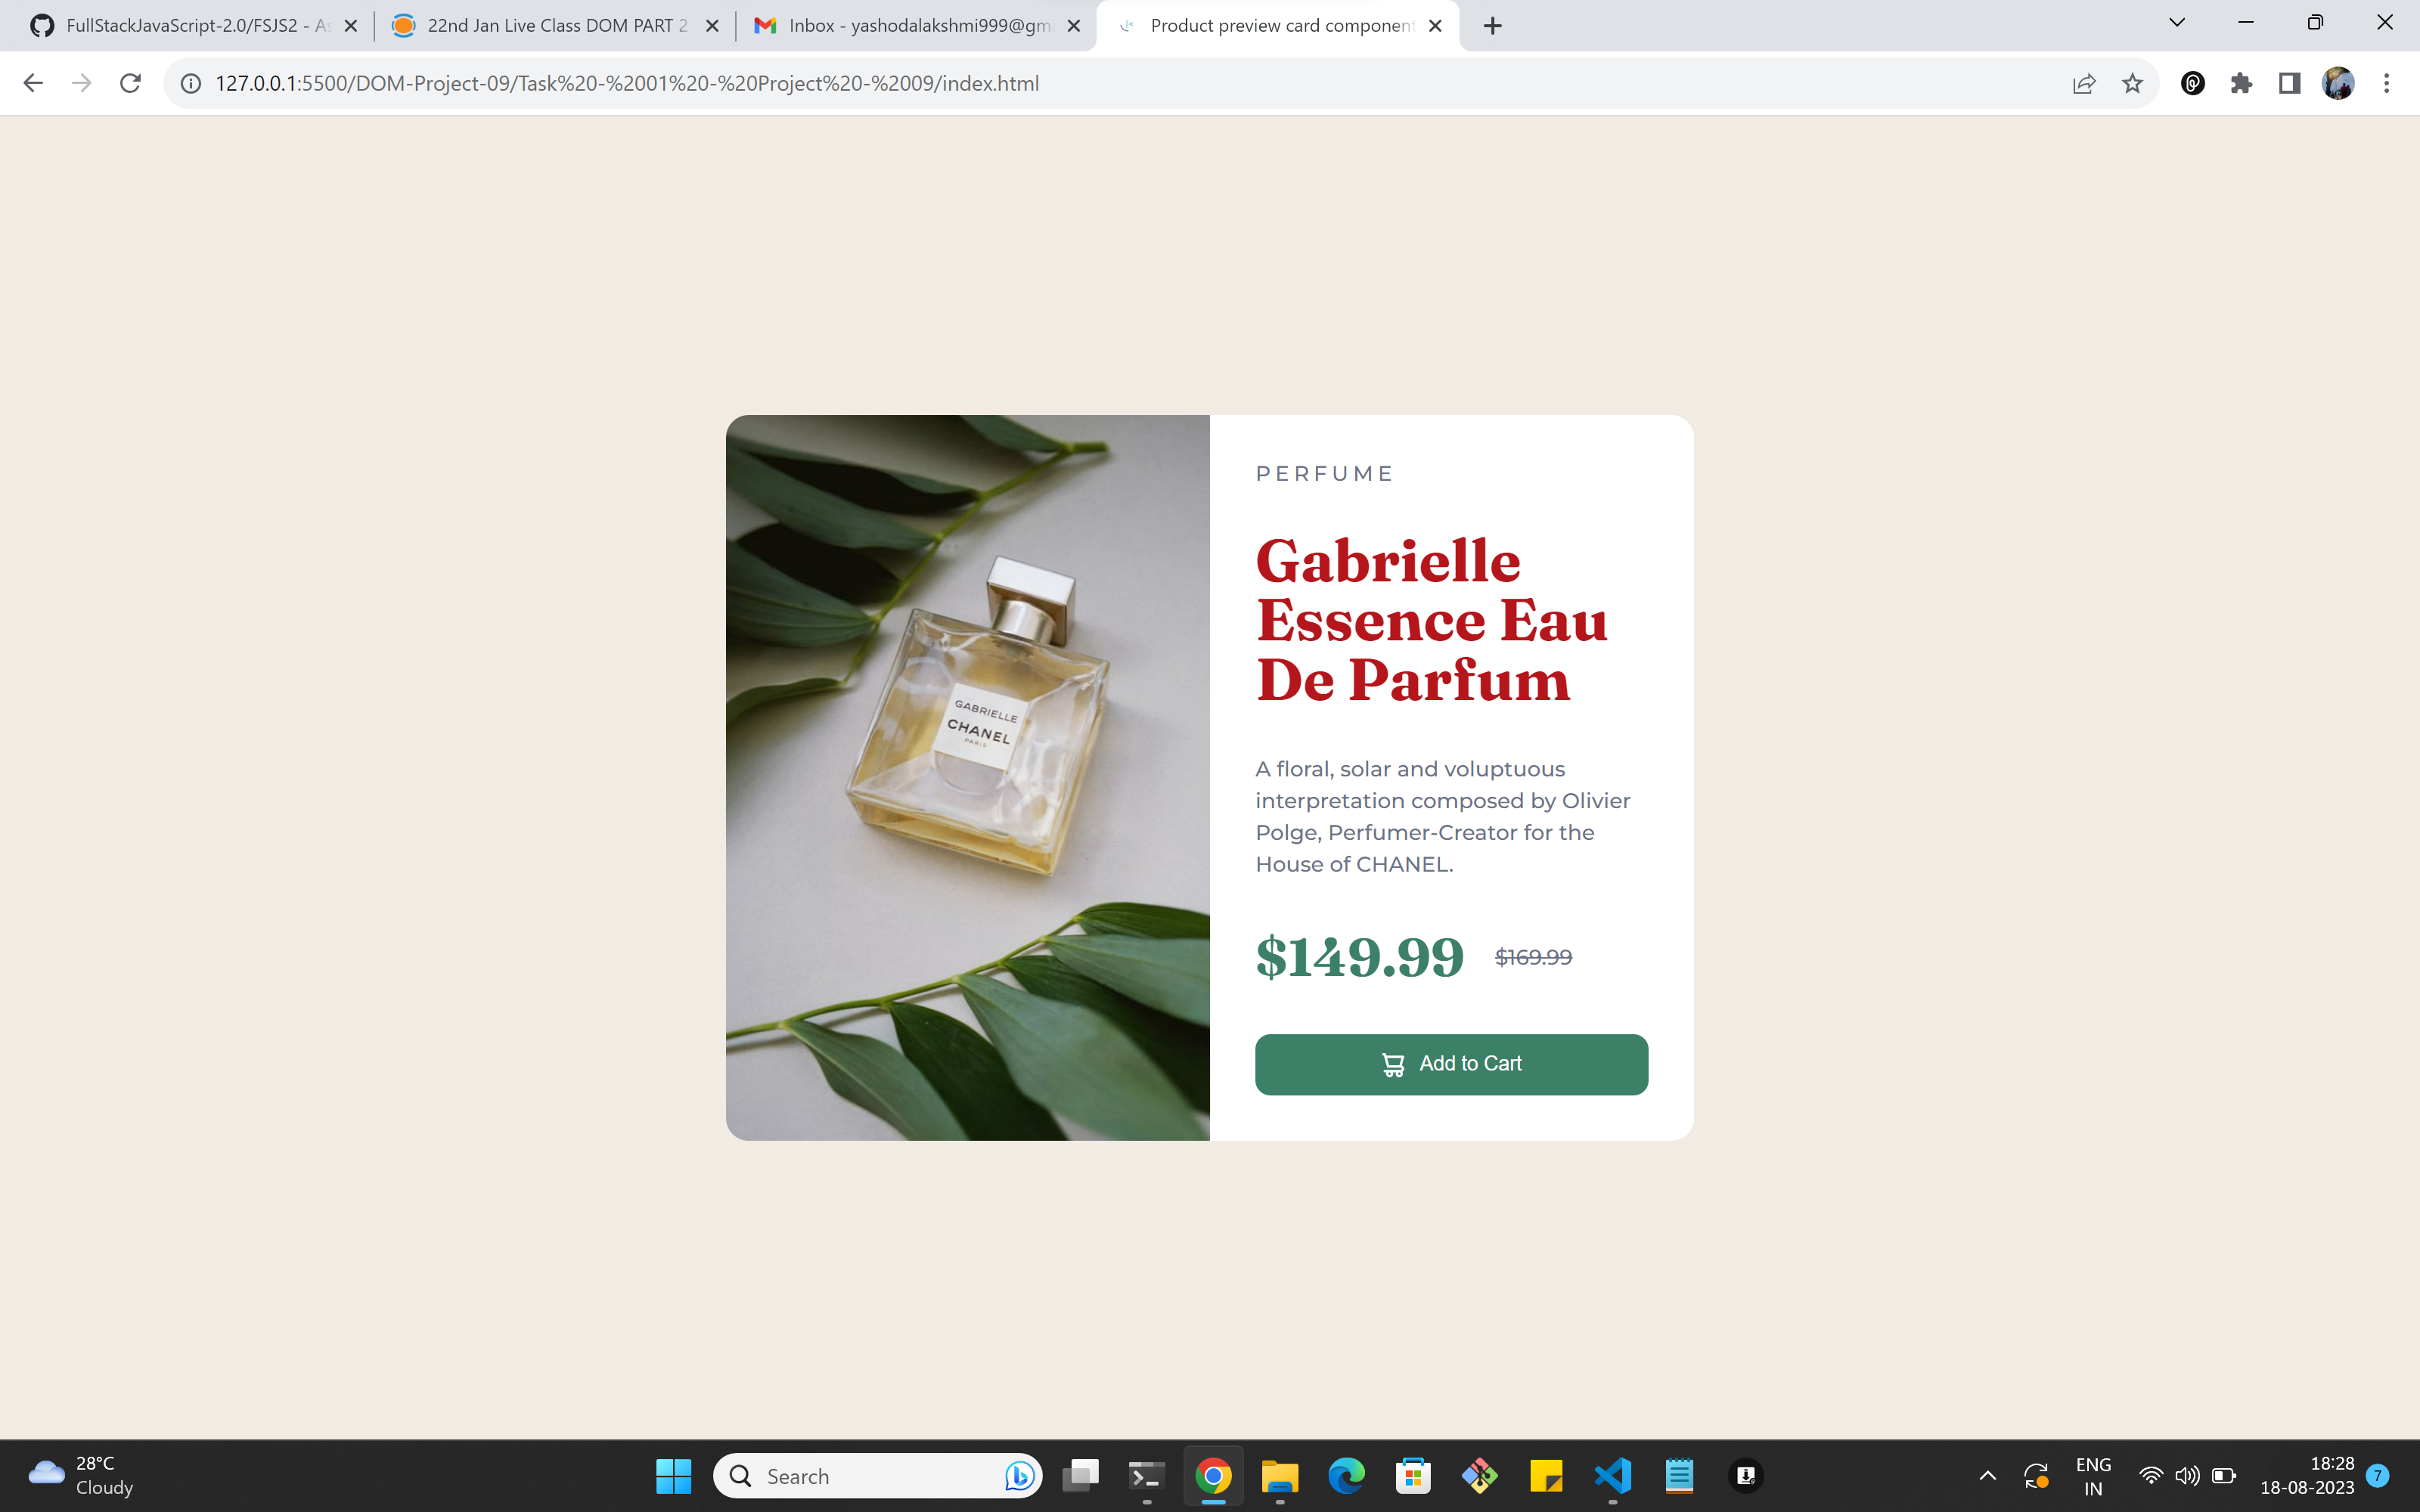 FullStackJavaScript-2.0/FSJS2 - As
22nd Jan Live Class DOM PART 2
Inbox - yashodalakshmi999@gm
Product preview card component
127.0.0.1:5500/DOM-Project-09/Task%20-%2001%20-%20Project%20-%2009/index.html
GABRIELLE
CHANEL
PARIS
PERFUME
Gabrielle
Essence Eau
De Parfum
A floral, solar and voluptuous
interpretation composed by Olivier
Polge, Perfumer-Creator for the
House of CHANEL.
$149.99 $169.99
Add to Cart
28°C
Cloudy
Search
ENG
IN
18:28
18-08-2023
7